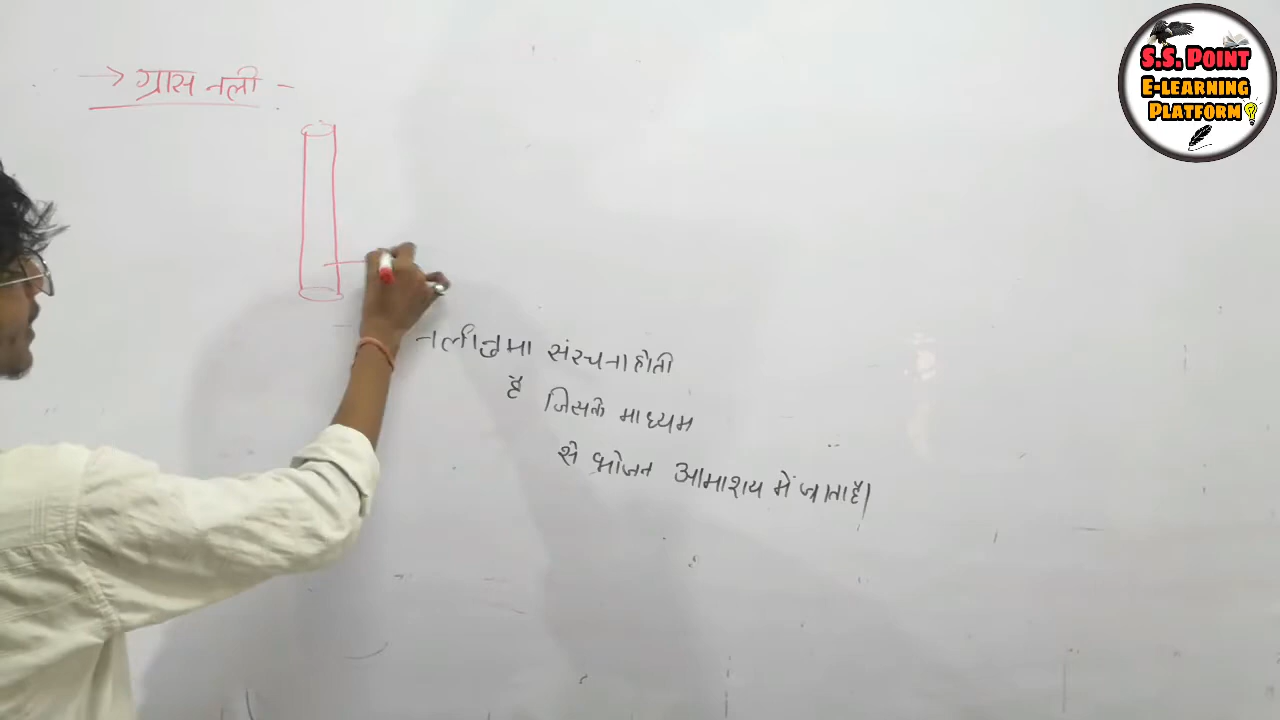 → ग्रास नली -
नलीनुमा संरचना होती
है जिसके माध्यम
से भोजन आमाशय में जाता है।
S.S. POINT
E-LEARNING
PLATFORM